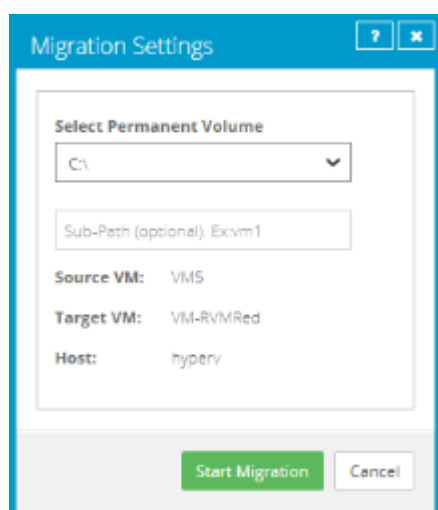 Migration Settings ? ×
Select Permanent Volume
C:\
Sub-Path (optional). Ex:vm1
Source VM: VM5
Target VM: VM-RVMRed
Host: hyperv
Start Migration Cancel